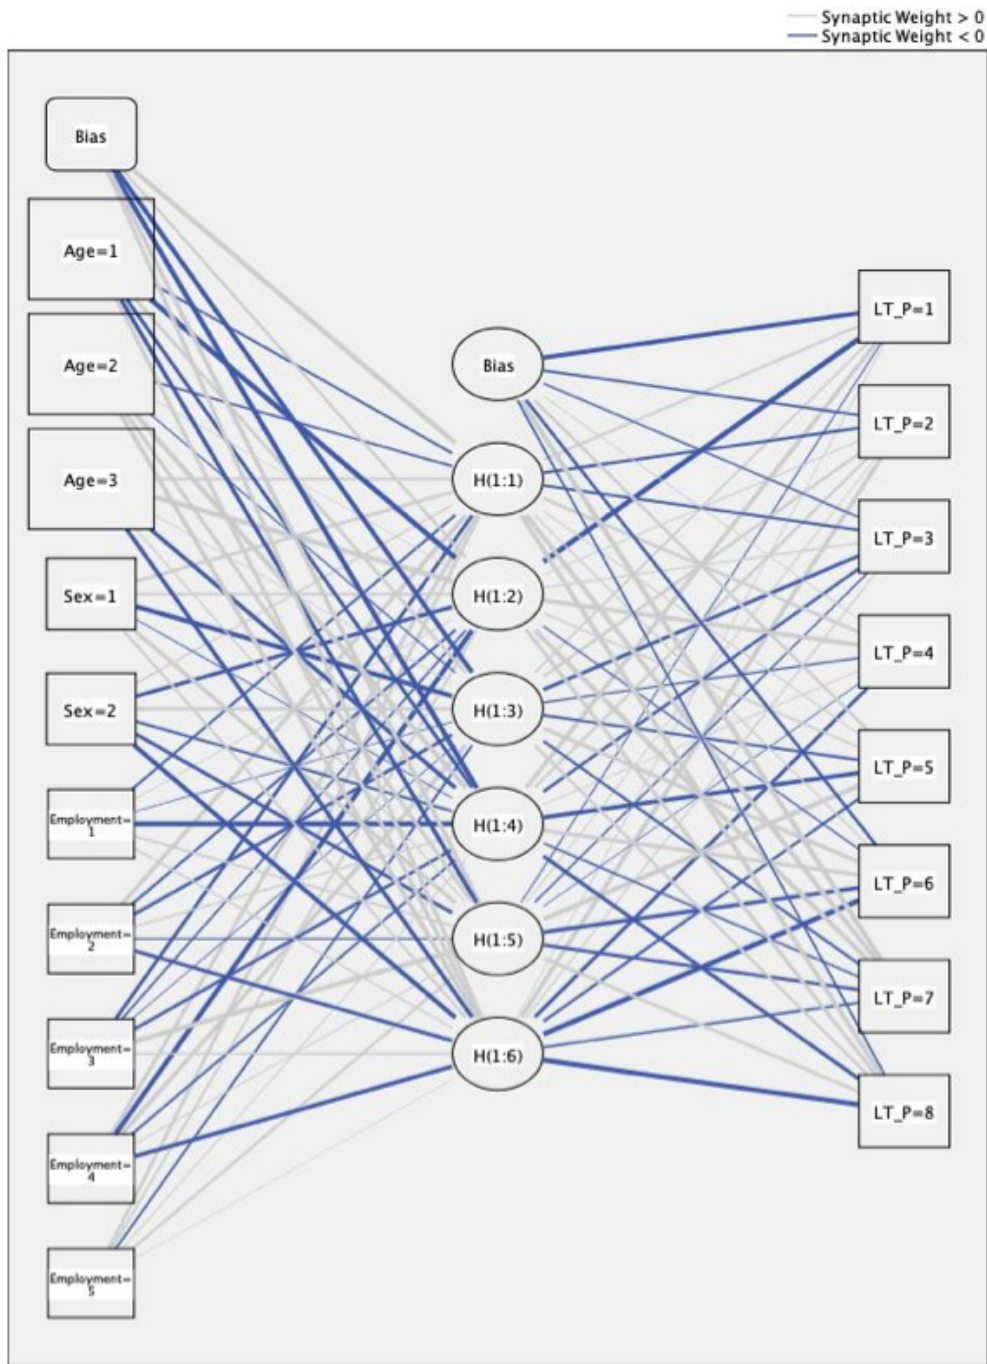 Synaptic Weight > 0
Synaptic Weight < 0
Bias
Age=1
Age=2
Age=3
Sex=1
Sex=2
Employment=
1
Employment=
2
Employment=
3
Employment=
4
Employment=
5
Bias
H(1:1)
H(1:2)
H(1:3)
H(1:4)
H(1:5)
H(1:6)
LT_P=1
LT_P=2
LT_P=3
LT_P=4
LT_P=5
LT_P=6
LT_P=7
LT_P=8